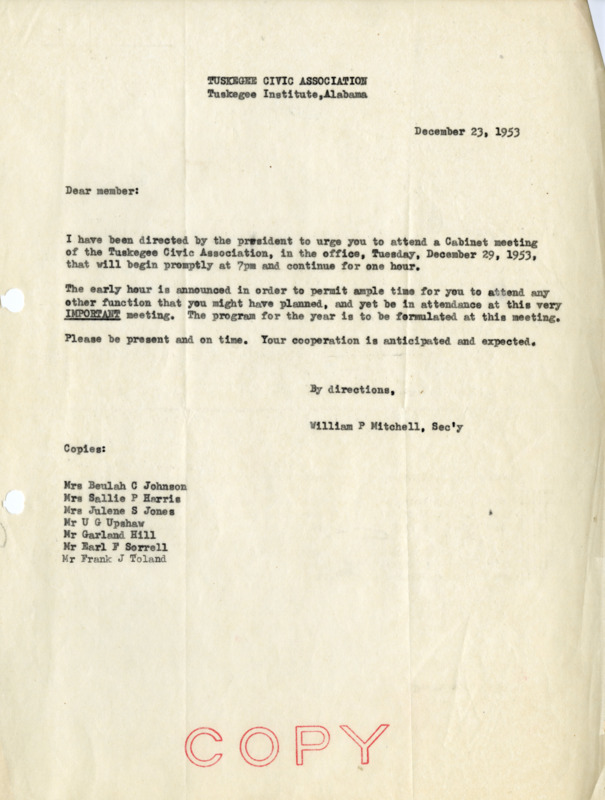 TUSKEGEE CIVIC ASSOCIATION
Tuskegee Institute,Alabama
December 23, 1953
Dear member:
I have been directed by the president to urge you to attend a Cabinet meeting
of the Tuskegee Civic Association, in the office, Tuesday, December 29, 1953,
that will begin promptly at 7pm and continue for one hour.
The early hour is announced in order to permit ample time for you to attend any
other function that you might have planned, and yet be in attendance at this very
IMPORTANT meeting. The program for the year is to be formulated at this meeting.
Please be present and on time. Your cooperation is anticipated and expected.
By directions,
William P Mitchell, Sec'y
Copies:
Mrs Beulah C Johnson
Mrs Sallie P Harris
Mrs Julene S Jones
Mr U G Upshaw
Mr Garland Hill
Mr Earl F Sorrell
Mr Frank J Toland
COPY